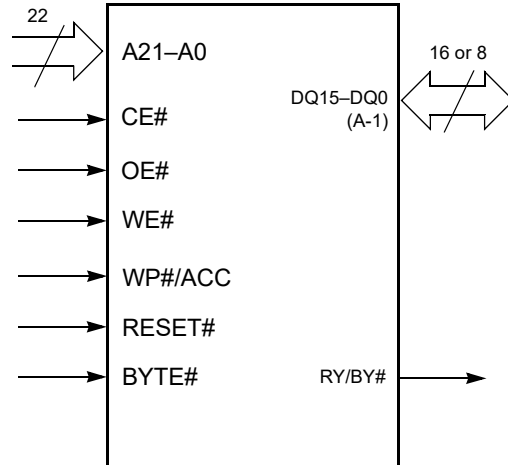 22
A21–A0
16 or 8
DQ15–DQ0
(A-1)
CE#
OE#
WE#
WP#/ACC
RESET#
BYTE#
RY/BY#